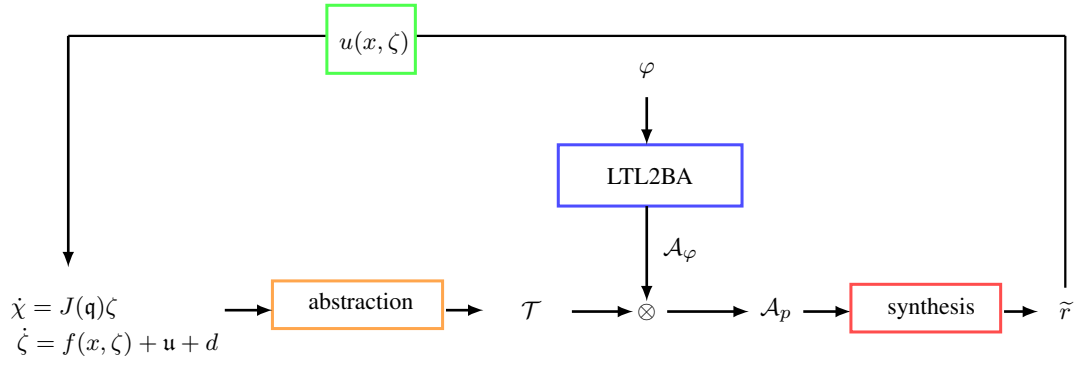 u(x, ζ)
φ
LTL2BA
𝒜_φ
χ̇ = J(𝔮)ζ
ζ̇ = f(x, ζ) + 𝔲 + d
abstraction
𝒯
⊗
𝒜_p
synthesis
r̃